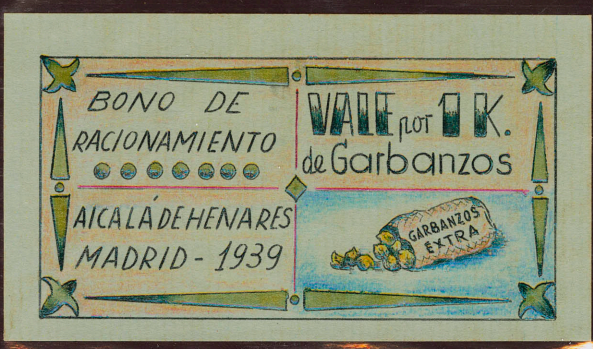 BONO DE
RACIONAMIENTO
ALCALÁ DE HENARES
MADRID - 1939
VALE por 1 K.
de Garbanzos
GARBANZOS
EXTRA